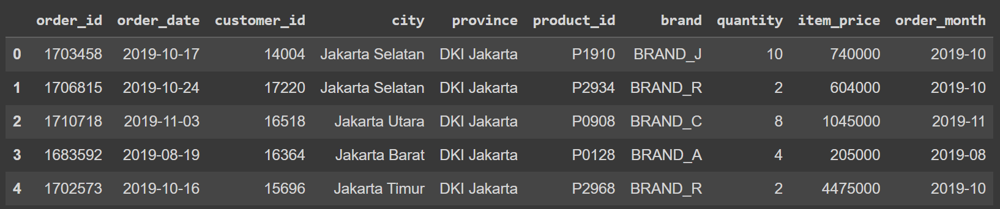 order_id order_date customer_id city province product_id brand quantity item_price order_month
0 1703458 2019-10-17 14004 Jakarta Selatan DKI Jakarta P1910 BRAND_J 10 740000 2019-10
1 1706815 2019-10-24 17220 Jakarta Selatan DKI Jakarta P2934 BRAND_R 2 604000 2019-10
2 1710718 2019-11-03 16518 Jakarta Utara DKI Jakarta P0908 BRAND_C 8 1045000 2019-11
3 1683592 2019-08-19 16364 Jakarta Barat DKI Jakarta P0128 BRAND_A 4 205000 2019-08
4 1702573 2019-10-16 15696 Jakarta Timur DKI Jakarta P2968 BRAND_R 2 4475000 2019-10